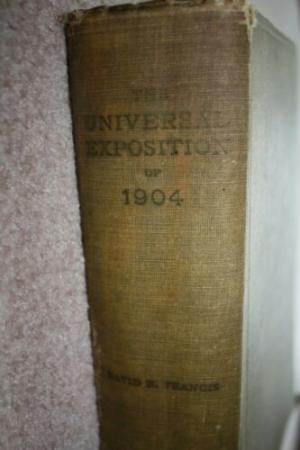 THE
UNIVERSAL
EXPOSITION
OF
1904
DAVID R. FRANCIS